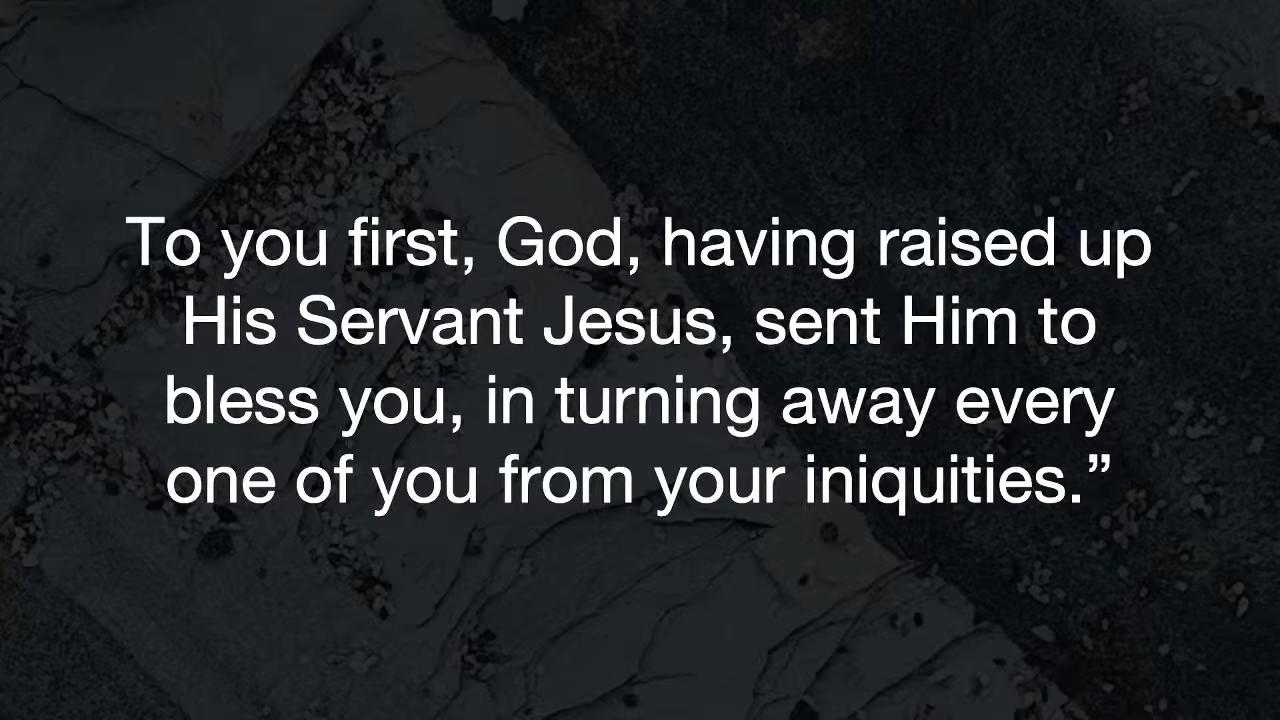 To you first, God, having raised up
His Servant Jesus, sent Him to
bless you, in turning away every
one of you from your iniquities.”